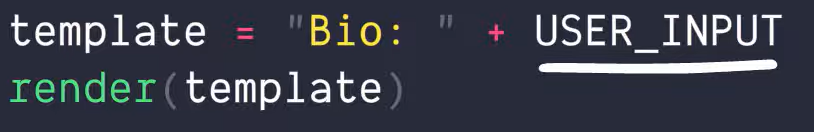 template = "Bio: " + USER_INPUT
render(template)